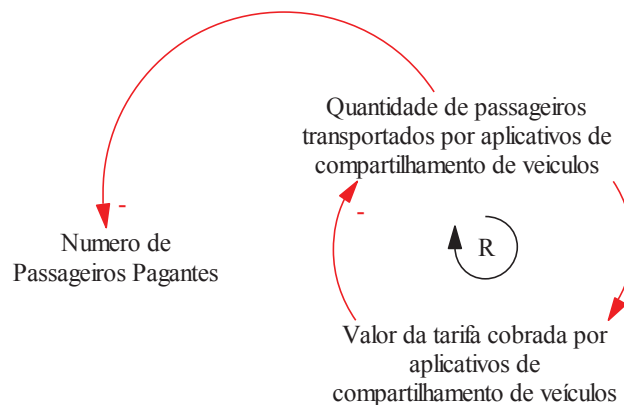 Quantidade de passageiros
transportados por aplicativos de
compartilhamento de veiculos
-
-
Numero de
Passageiros Pagantes
R
Valor da tarifa cobrada por
aplicativos de
compartilhamento de veículos